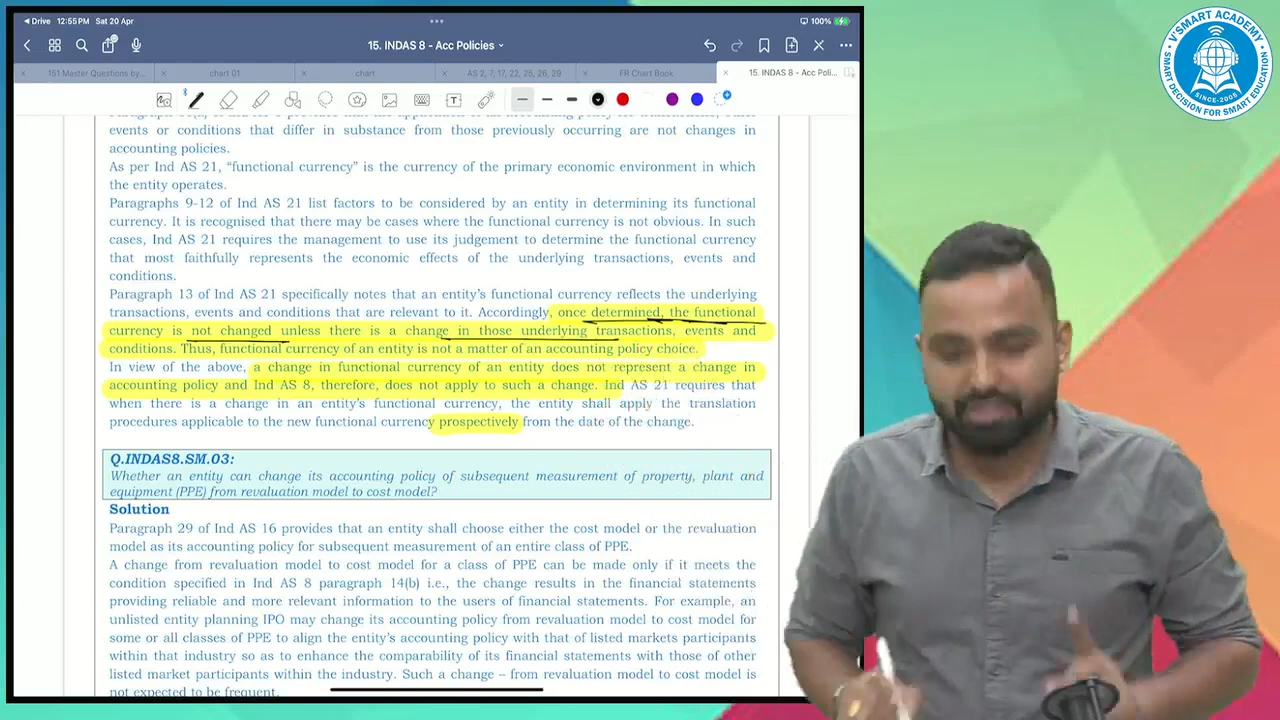 Drive 12:55 PM Sat 20 Apr
100%
15. INDAS 8 - Acc Policies
151 Master Questions by...
chart 01
chart
AS 2, 7, 17, 22, 25, 26, 29
FR Chart Book
15. INDAS 8 - Acc Poli...
events or conditions that differ in substance from those previously occurring are not changes in
accounting policies.
As per Ind AS 21, “functional currency” is the currency of the primary economic environment in which
the entity operates.
Paragraphs 9-12 of Ind AS 21 list factors to be considered by an entity in determining its functional
currency. It is recognised that there may be cases where the functional currency is not obvious. In such
cases, Ind AS 21 requires the management to use its judgement to determine the functional currency
that most faithfully represents the economic effects of the underlying transactions, events and
conditions.
Paragraph 13 of Ind AS 21 specifically notes that an entity’s functional currency reflects the underlying
transactions, events and conditions that are relevant to it. Accordingly, once determined, the functional
currency is not changed unless there is a change in those underlying transactions, events and
conditions. Thus, functional currency of an entity is not a matter of an accounting policy choice.
In view of the above, a change in functional currency of an entity does not represent a change in
accounting policy and Ind AS 8, therefore, does not apply to such a change. Ind AS 21 requires that
when there is a change in an entity’s functional currency, the entity shall apply the translation
procedures applicable to the new functional currency prospectively from the date of the change.
Q.INDAS8.SM.03:
Whether an entity can change its accounting policy of subsequent measurement of property, plant and
equipment (PPE) from revaluation model to cost model?
Solution
Paragraph 29 of Ind AS 16 provides that an entity shall choose either the cost model or the revaluation
model as its accounting policy for subsequent measurement of an entire class of PPE.
A change from revaluation model to cost model for a class of PPE can be made only if it meets the
condition specified in Ind AS 8 paragraph 14(b) i.e., the change results in the financial statements
providing reliable and more relevant information to the users of financial statements. For example, an
unlisted entity planning IPO may change its accounting policy from revaluation model to cost model for
some or all classes of PPE to align the entity’s accounting policy with that of listed markets participants
within that industry so as to enhance the comparability of its financial statements with those of other
listed market participants within the industry. Such a change – from revaluation model to cost model is
not expected to be frequent.
V'SMART ACADEMY
SINCE-2005
SMART DECISION FOR SMART EDUCATION